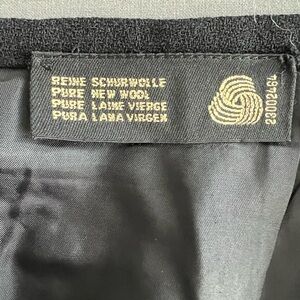 REINE SCHURWOLLE
PURE NEW WOOL
PURE LAINE VIERGE
PURA LANA VIRGEN
23002464